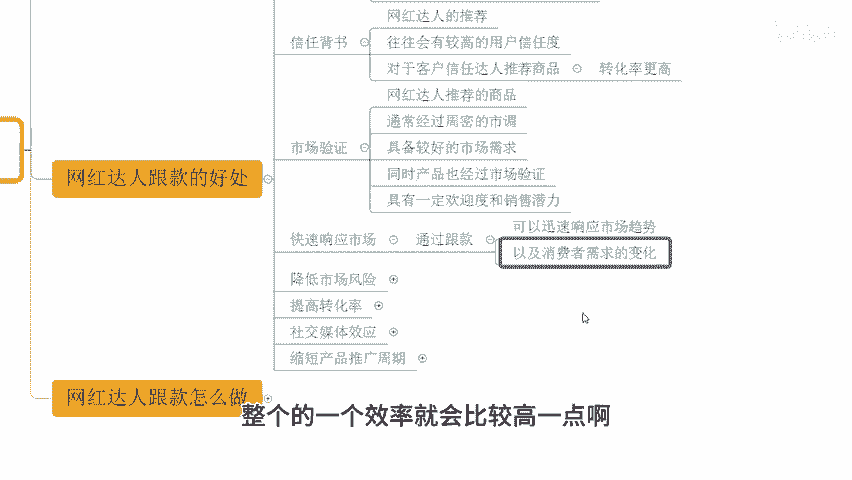 网红达人的推荐
信任背书
往往会有较高的用户信任度
对于客户信任达人推荐商品
转化率更高
网红达人推荐的商品
通常经过周密的市调
市场验证
具备较好的市场需求
同时产品也经过市场验证
网红达人跟款的好处
具有一定欢迎度和销售潜力
可以迅速响应市场趋势
快速响应市场
通过跟款
以及消费者需求的变化
降低市场风险
提高转化率
社交媒体效应
缩短产品推广周期
网红达人跟款怎么做
整个的一个效率就会比较高一点啊